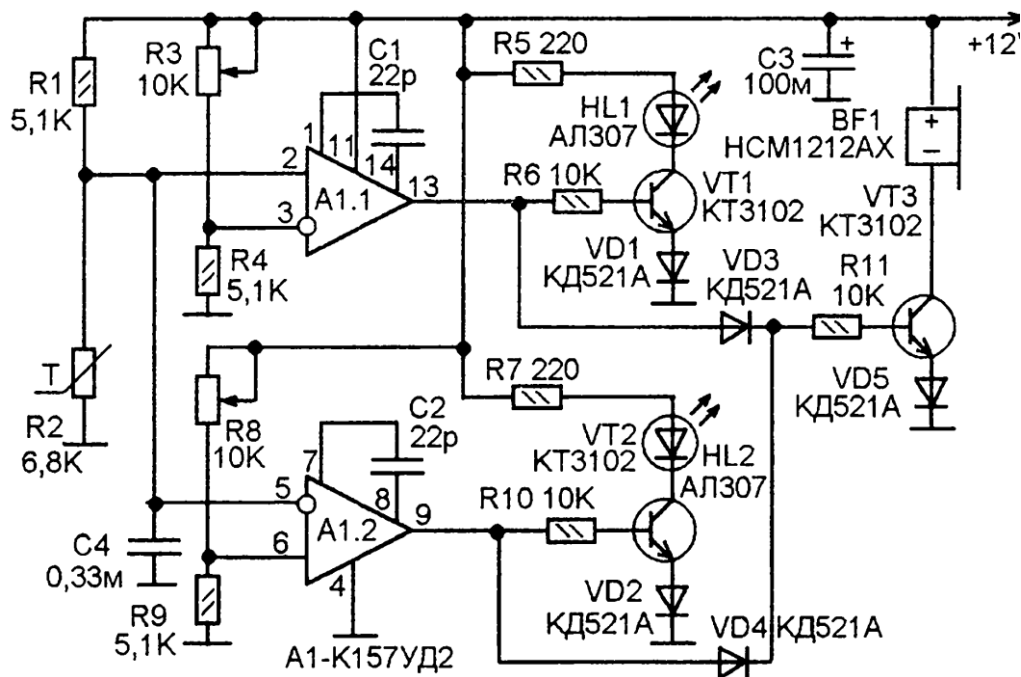 R1
5,1K
R3
10K
C1
22p
R5 220
C3
+
100м
+12V
HL1
АЛ307
+
−
BF1
HCM1212AX
1
11
14
2
A1.1
13
3
R6 10K
VT1
КТ3102
VT3
КТ3102
R4
5,1K
VD1
КД521А
VD3
КД521А
R11
10K
T
R2
6,8K
R7 220
VD5
КД521А
R8
10K
C2
22p
VT2
КТ3102
HL2
АЛ307
7
5
8
A1.2
9
6
4
R10 10K
C4
0,33м
R9
5,1K
VD2
КД521А
VD4 КД521А
А1-К157УД2